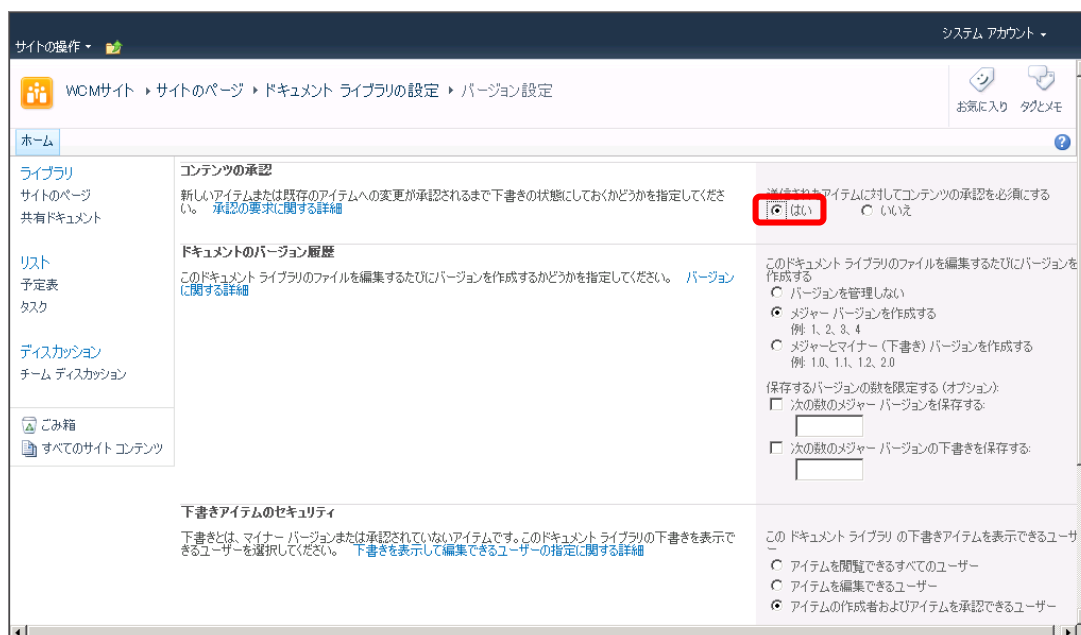 システム アカウント
サイトの操作
WCMサイト ▸ サイトのページ ▸ ドキュメント ライブラリの設定 ▸ バージョン設定
お気に入り タグとメモ
ホーム
ライブラリ
サイトのページ
共有ドキュメント
リスト
予定表
タスク
ディスカッション
チーム ディスカッション
ごみ箱
すべてのサイト コンテンツ
コンテンツの承認
新しいアイテムまたは既存のアイテムへの変更が承認されるまで下書きの状態にしておくかどうかを指定してくださ
い。 承認の要求に関する詳細
送信されたアイテムに対してコンテンツの承認を必須にする
はい いいえ
ドキュメントのバージョン履歴
このドキュメント ライブラリのファイルを編集するたびにバージョンを作成するかどうかを指定してください。 バージョン
に関する詳細
このドキュメント ライブラリのファイルを編集するたびにバージョンを
作成する
バージョンを管理しない
メジャー バージョンを作成する
例: 1、2、3、4
メジャーとマイナー (下書き) バージョンを作成する
例: 1.0、1.1、1.2、2.0
保存するバージョンの数を限定する (オプション):
次の数のメジャー バージョンを保存する:
次の数のメジャー バージョンの下書きを保存する:
下書きアイテムのセキュリティ
下書きとは、マイナー バージョンまたは承認されていないアイテムです。このドキュメント ライブラリの下書きを表示で
きるユーザーを選択してください。 下書きを表示して編集できるユーザーの指定に関する詳細
この ドキュメント ライブラリ の下書きアイテムを表示できるユーザ
ー
アイテムを閲覧できるすべてのユーザー
アイテムを編集できるユーザー
アイテムの作成者およびアイテムを承認できるユーザー